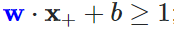 w · x₊ + b ≥ 1;